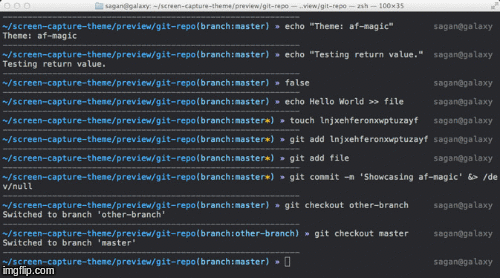 sagan@galaxy: ~/screen-capture-theme/preview/git-repo — ..view/git-repo — zsh — 100×35
~/screen-capture-theme/preview/git-repo(branch:master) » echo "Theme: af-magic" sagan@galaxy
Theme: af-magic
~/screen-capture-theme/preview/git-repo(branch:master) » echo "Testing return value." sagan@galaxy
Testing return value.
~/screen-capture-theme/preview/git-repo(branch:master) » false sagan@galaxy
~/screen-capture-theme/preview/git-repo(branch:master) » echo Hello World >> file sagan@galaxy
~/screen-capture-theme/preview/git-repo(branch:master*) » touch lnjxehferonxwptuzayf sagan@galaxy
~/screen-capture-theme/preview/git-repo(branch:master*) » git add lnjxehferonxwptuzayf sagan@galaxy
~/screen-capture-theme/preview/git-repo(branch:master*) » git add file sagan@galaxy
~/screen-capture-theme/preview/git-repo(branch:master*) » git commit -m 'Showcasing af-magic' &> /de
v/null
~/screen-capture-theme/preview/git-repo(branch:master) » git checkout other-branch sagan@galaxy
Switched to branch 'other-branch'
~/screen-capture-theme/preview/git-repo(branch:other-branch) » git checkout master sagan@galaxy
Switched to branch 'master'
~/screen-capture-theme/preview/git-repo(branch:master) » sagan@galaxy
imgflip.com